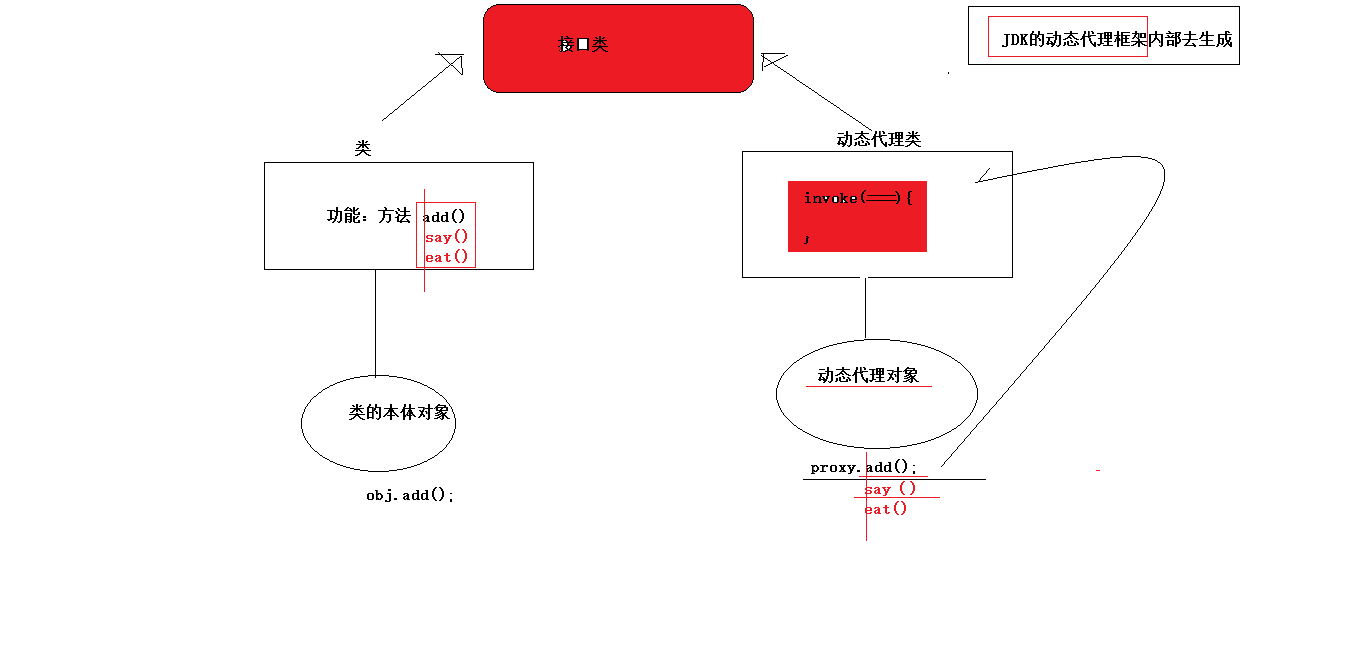 接口类
JDK的动态代理框架内部去生成
类
动态代理类
功能：方法 add()
say()
eat()
invoke(          ){
}
类的本体对象
obj.add();
动态代理对象
proxy.add();
say ()
eat()